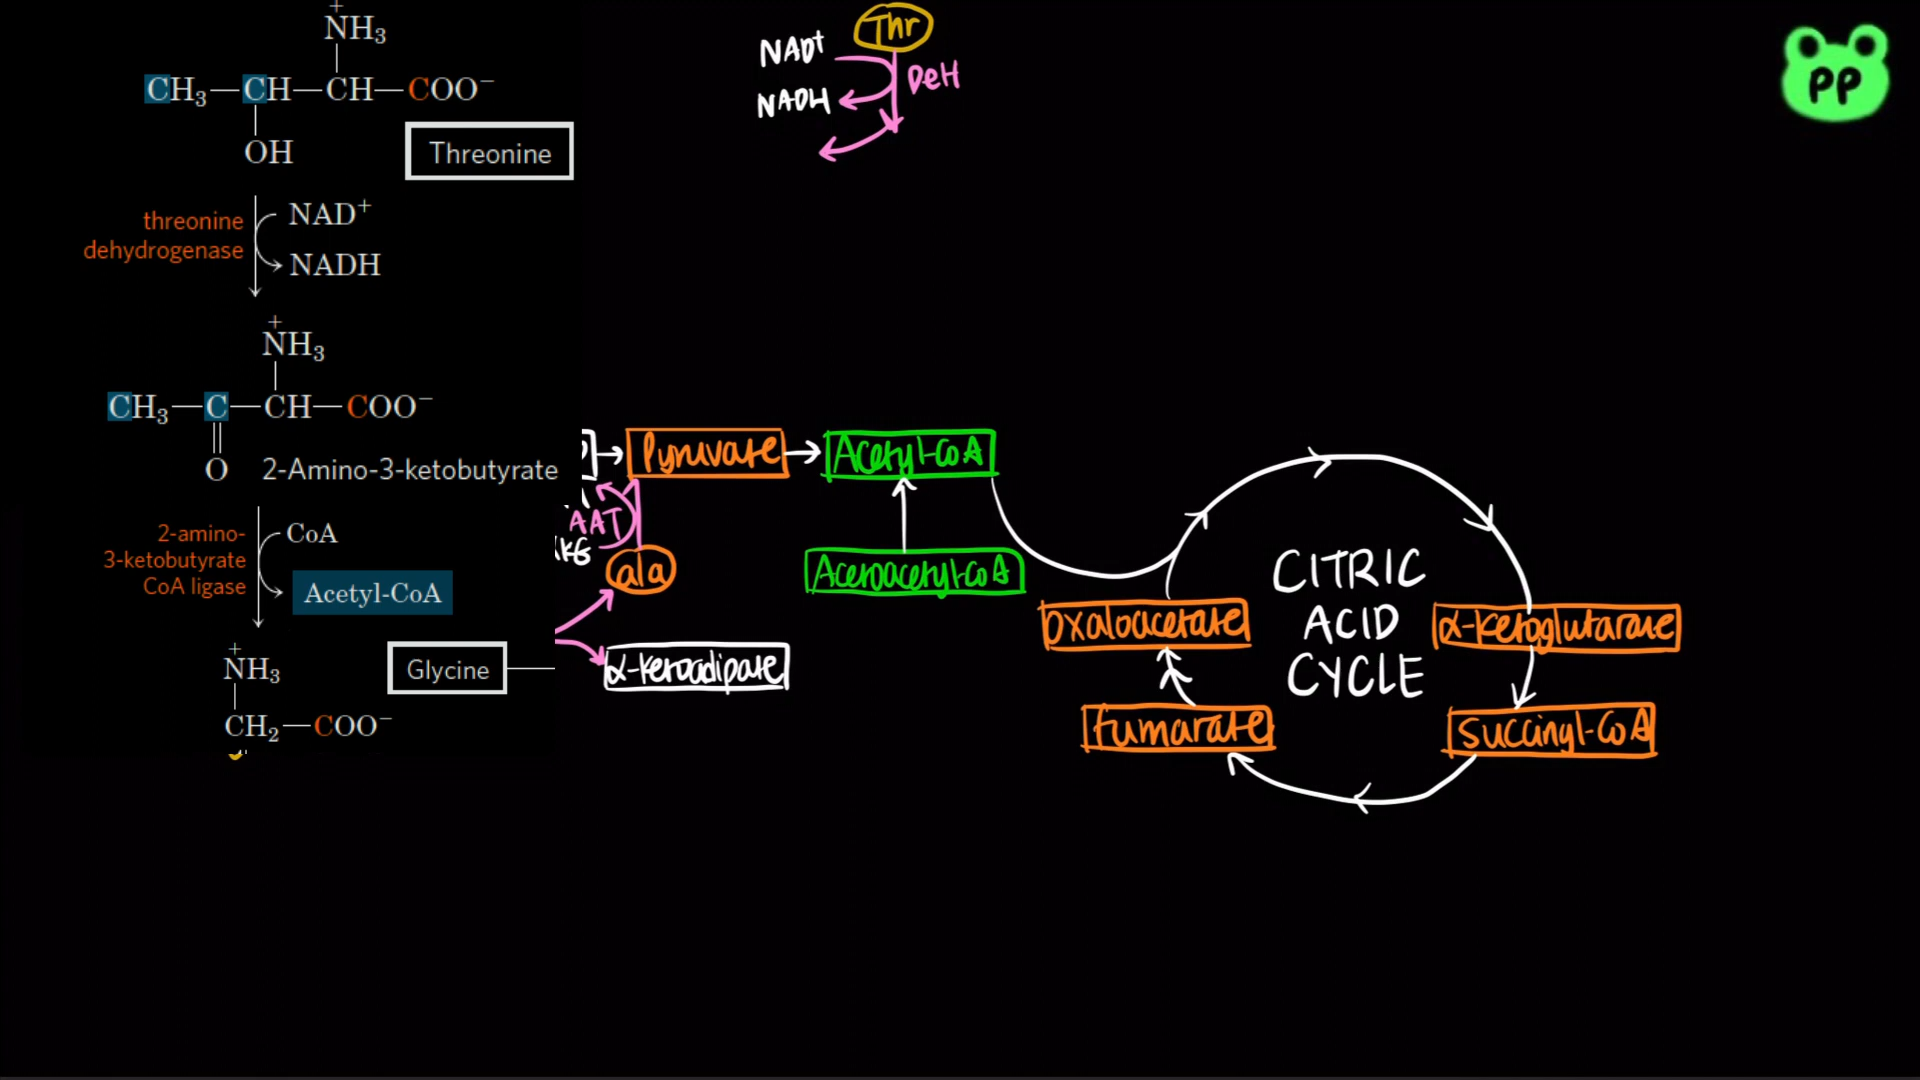 NH₃⁺
CH₃—CH—CH—COO⁻
OH
Threonine
threonine
dehydrogenase
NAD⁺
NADH
NH₃⁺
CH₃—C—CH—COO⁻
O
2-Amino-3-ketobutyrate
2-amino-
3-ketobutyrate
CoA ligase
CoA
Acetyl-CoA
NH₃⁺
CH₂—COO⁻
Glycine
Thr
NAD⁺
NADH
DeH
PP
Pyruvate
Acetyl-CoA
AAT
αKG
ala
Acetoacetyl-CoA
α-ketoadipate
CITRIC
ACID
CYCLE
oxaloacetate
α-ketoglutarate
fumarate
succinyl-CoA